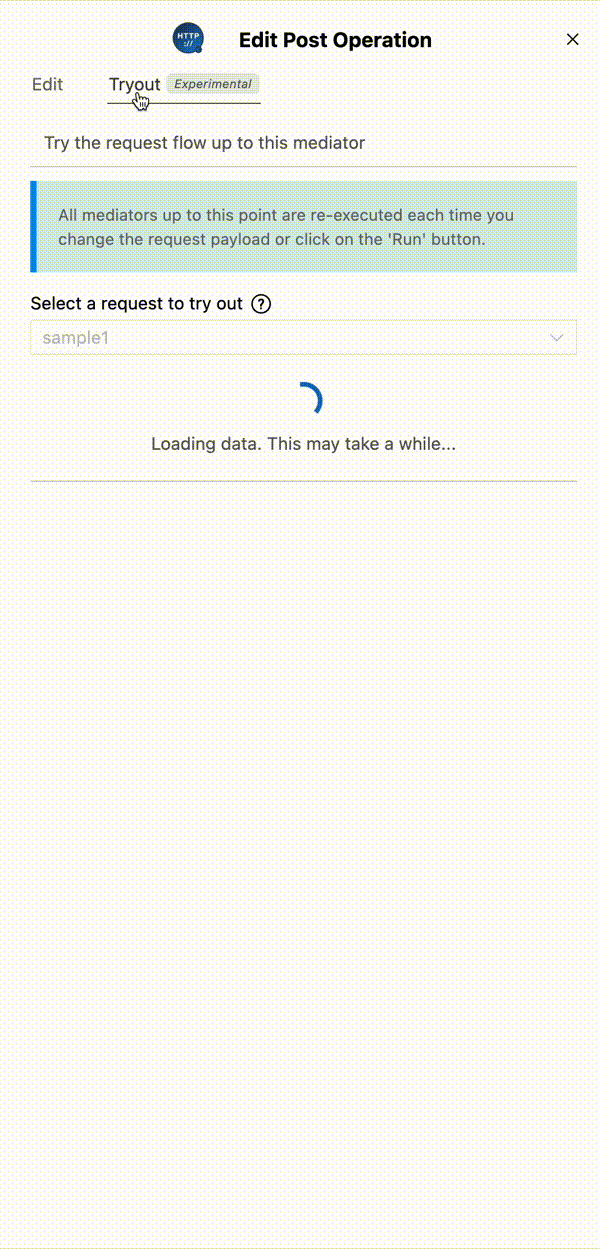 HTTP
://
Edit Post Operation
Edit
Tryout
Experimental
Try the request flow up to this mediator
All mediators up to this point are re-executed each time you
change the request payload or click on the 'Run' button.
Select a request to try out ?
sample1
Loading data. This may take a while...